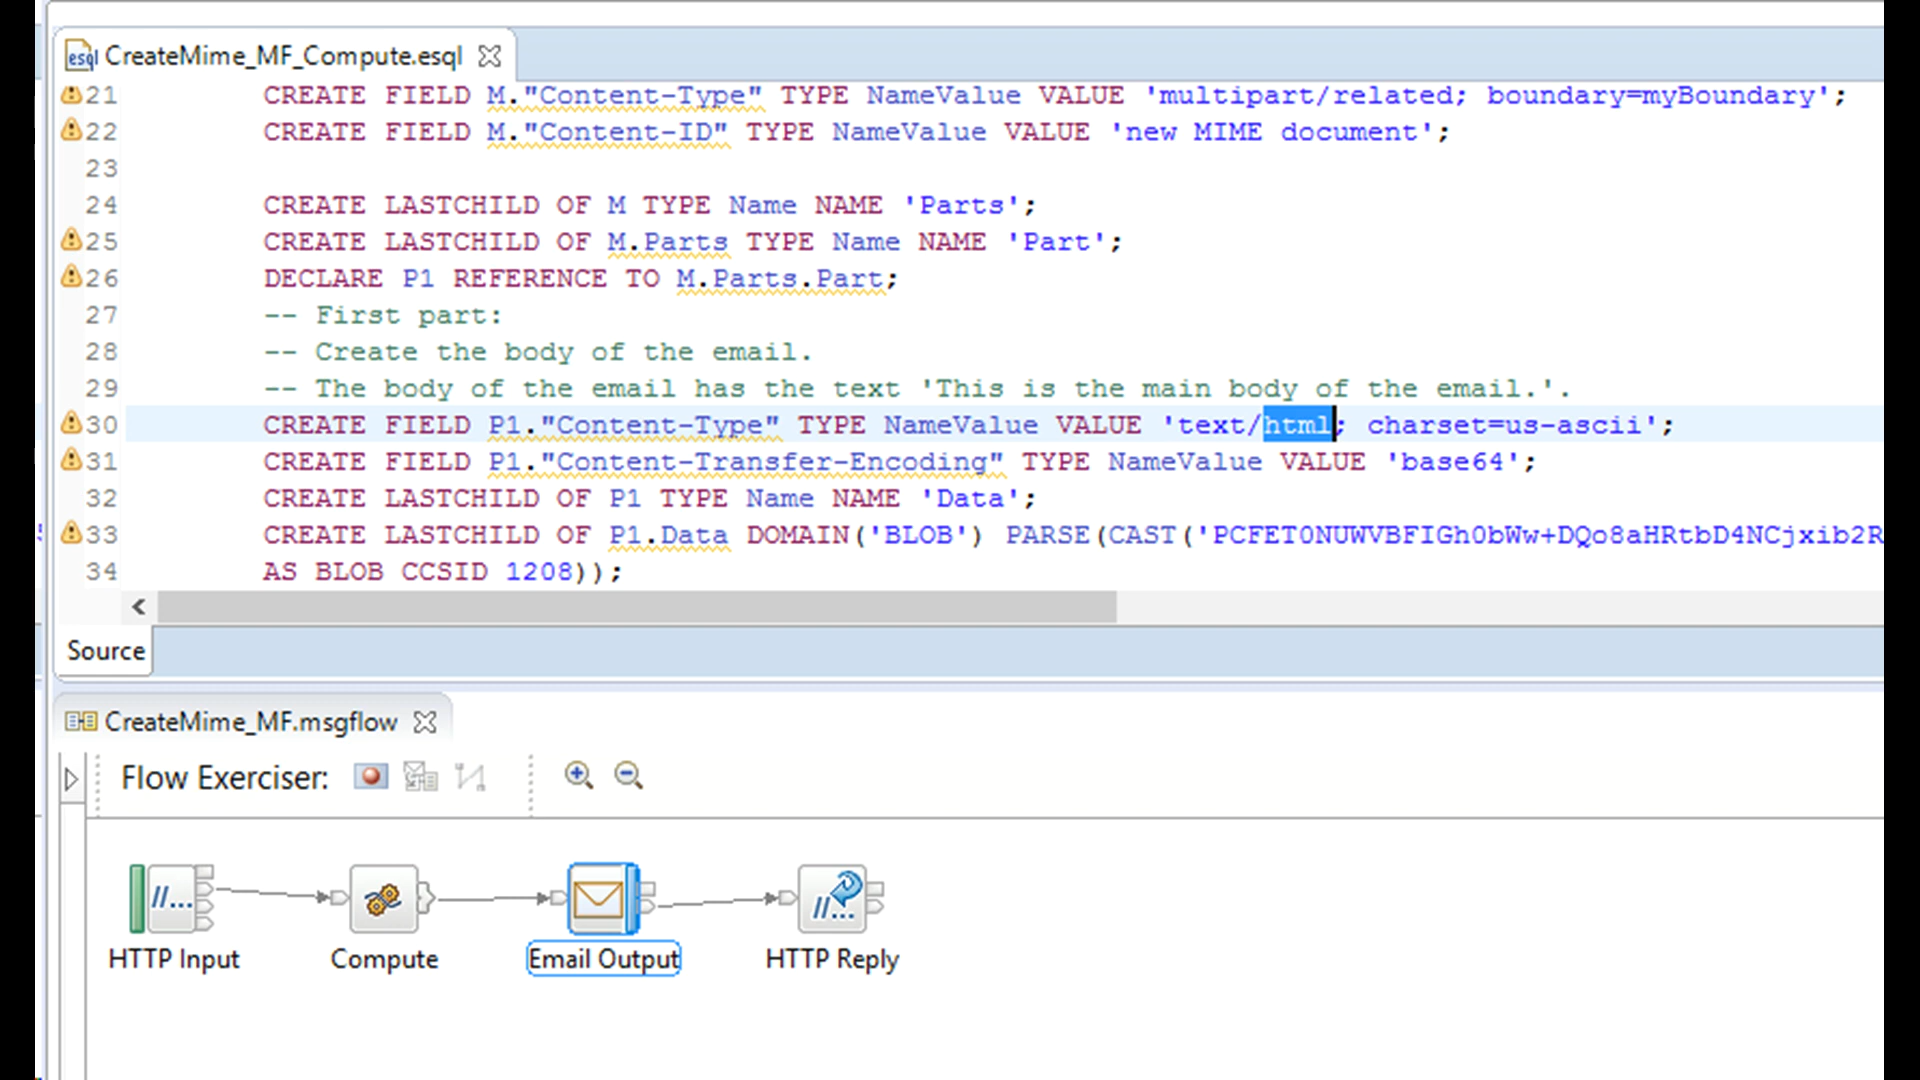 CreateMime_MF_Compute.esql
21 CREATE FIELD M."Content-Type" TYPE NameValue VALUE 'multipart/related; boundary=myBoundary';
22 CREATE FIELD M."Content-ID" TYPE NameValue VALUE 'new MIME document';
23
24 CREATE LASTCHILD OF M TYPE Name NAME 'Parts';
25 CREATE LASTCHILD OF M.Parts TYPE Name NAME 'Part';
26 DECLARE P1 REFERENCE TO M.Parts.Part;
27 -- First part:
28 -- Create the body of the email.
29 -- The body of the email has the text 'This is the main body of the email.'.
30 CREATE FIELD P1."Content-Type" TYPE NameValue VALUE 'text/html; charset=us-ascii';
31 CREATE FIELD P1."Content-Transfer-Encoding" TYPE NameValue VALUE 'base64';
32 CREATE LASTCHILD OF P1 TYPE Name NAME 'Data';
33 CREATE LASTCHILD OF P1.Data DOMAIN('BLOB') PARSE(CAST('PCFET0NUWVBFIGh0bWw+DQo8aHRtbD4NCjxib2R
34 AS BLOB CCSID 1208));
Source
CreateMime_MF.msgflow
Flow Exerciser:
HTTP Input Compute Email Output HTTP Reply